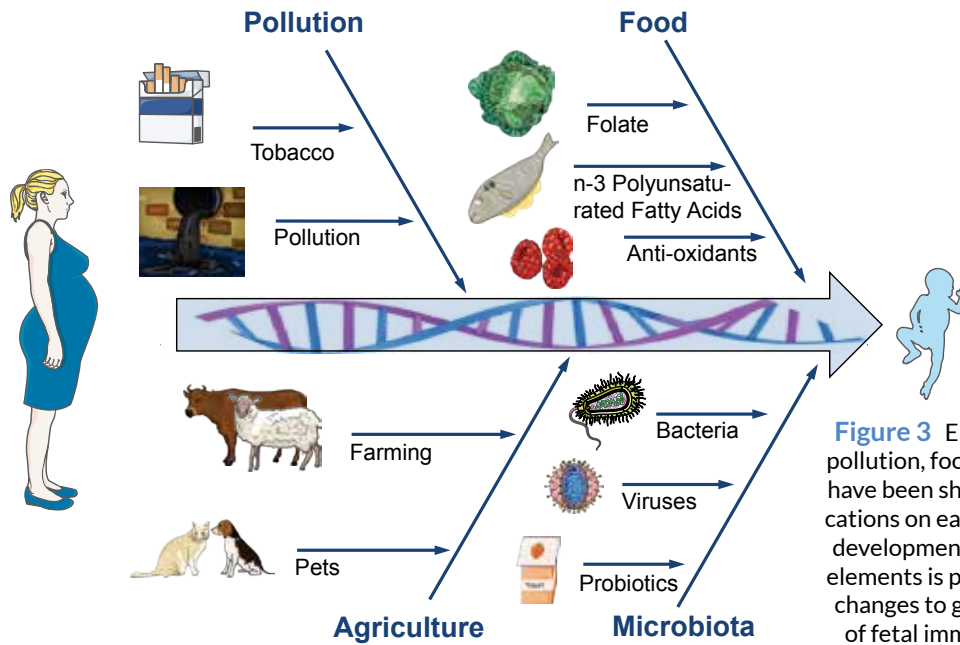 Pollution
Food
Tobacco
Pollution
Folate
n-3 Polyunsatu-
rated Fatty Acids
Anti-oxidants
Farming
Pets
Bacteria
Viruses
Probiotics
Agriculture
Microbiota
Figure 3 E
pollution, foo
have been sh
cations on ea
development
elements is p
changes to g
of fetal imm